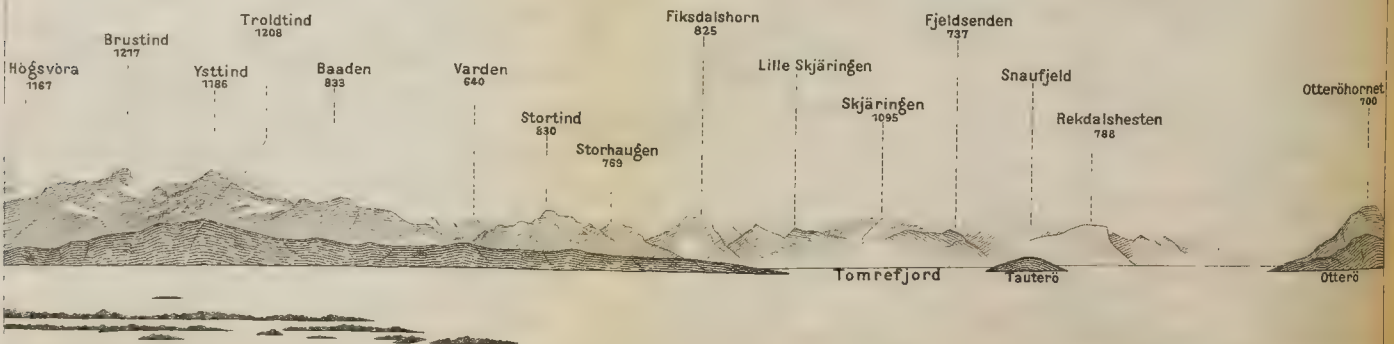 Högsvöra
1167
Brustind
1217
Ysttind
1186
Troldtind
1208
Baaden
833
Varden
640
Stortind
830
Storhaugen
769
Fiksdalshorn
825
Lille Skjäringen
Skjäringen
1095
Fjeldsenden
737
Snaufjeld
Rekdalshesten
788
Otteröhornet
700
Tomrefjord
Tauterö
Otterö